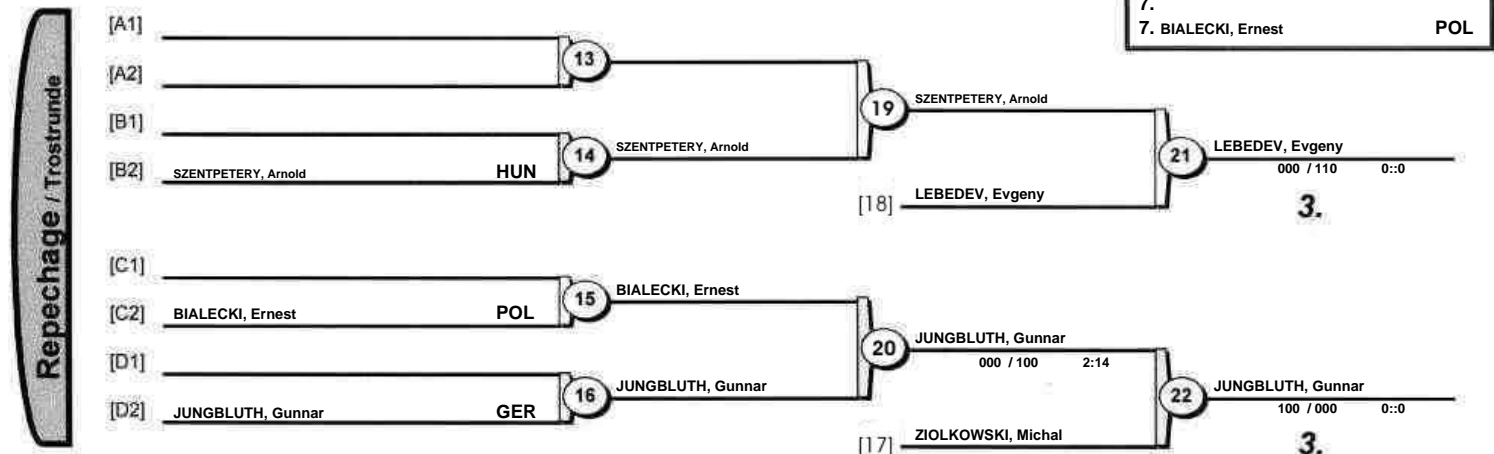 7.
7. BIALECKI, Ernest POL
Repechage / Trostrunde
[A1]
13
[A2]
[B1]
14 SZENTPETERY, Arnold
[B2] SZENTPETERY, Arnold HUN
19 SZENTPETERY, Arnold
21 LEBEDEV, Evgeny
000 / 110 0::0
[18] LEBEDEV, Evgeny
3.
[C1]
15 BIALECKI, Ernest
[C2] BIALECKI, Ernest POL
[D1]
16 JUNGBLUTH, Gunnar
[D2] JUNGBLUTH, Gunnar GER
20 JUNGBLUTH, Gunnar
000 / 100 2:14
22 JUNGBLUTH, Gunnar
100 / 000 0::0
[17] ZIOLKOWSKI, Michal
3.